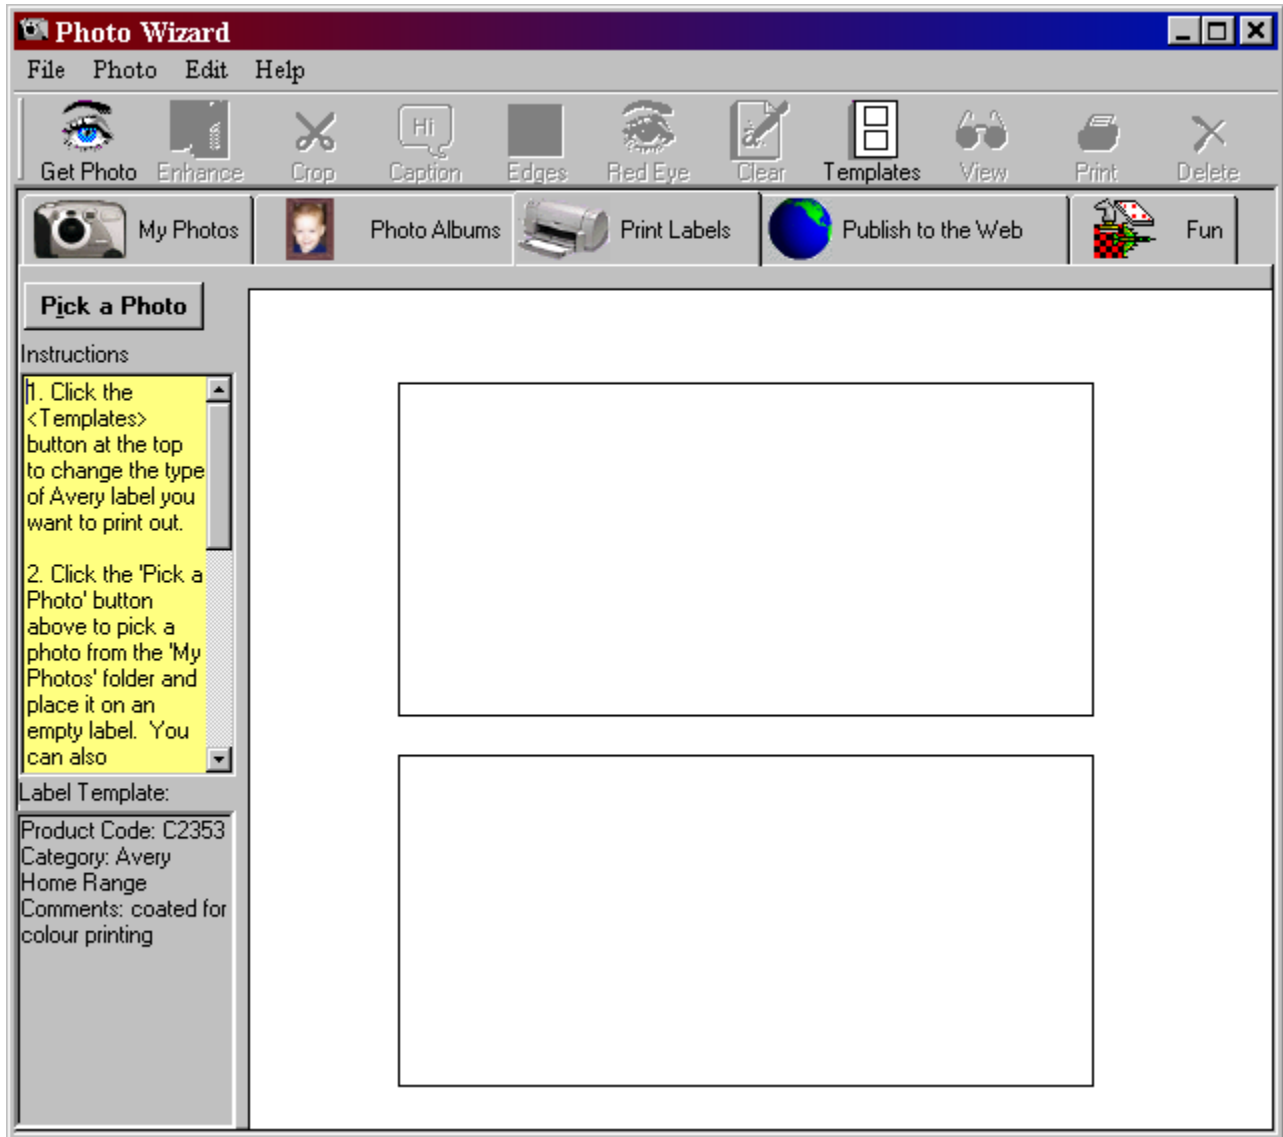 Photo Wizard
File Photo Edit Help
Hi
a
Get Photo Enhance Crop Caption Edges Red Eye Clear Templates View Print Delete
My Photos Photo Albums Print Labels Publish to the Web Fun
Pick a Photo
Instructions
1. Click the
<Templates>
button at the top
to change the type
of Avery label you
want to print out.
2. Click the 'Pick a
Photo' button
above to pick a
photo from the 'My
Photos' folder and
place it on an
empty label.  You
can also
Label Template:
Product Code: C2353
Category: Avery
Home Range
Comments: coated for
colour printing